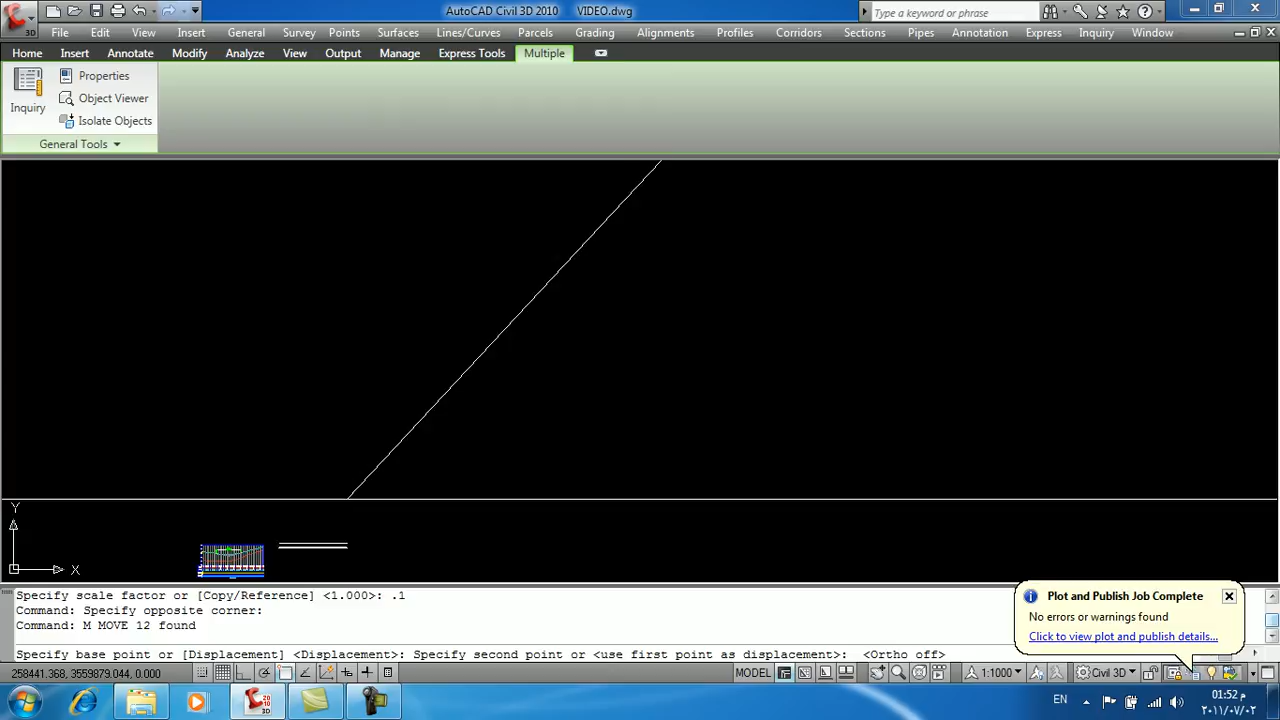 AutoCAD Civil 3D 2010 VIDEO.dwg
Type a keyword or phrase
3D
File Edit View Insert General Survey Points Surfaces Lines/Curves Parcels Grading Alignments Profiles Corridors Sections Pipes Annotation Express Inquiry Window
Home Insert Annotate Modify Analyze View Output Manage Express Tools Multiple
Inquiry
Properties
Object Viewer
Isolate Objects
General Tools
Y
X
Specify scale factor or [Copy/Reference] <1.000>: .1
Command: Specify opposite corner:
Command: M MOVE 12 found
Specify base point or [Displacement] <Displacement>: Specify second point or <use first point as displacement>: <Ortho off>
Plot and Publish Job Complete
No errors or warnings found
Click to view plot and publish details...
258441.368, 3559879.044, 0.000
MODEL
1:1000
Civil 3D
EN
م 01:52
٢٠١١/٠٧/٠٢